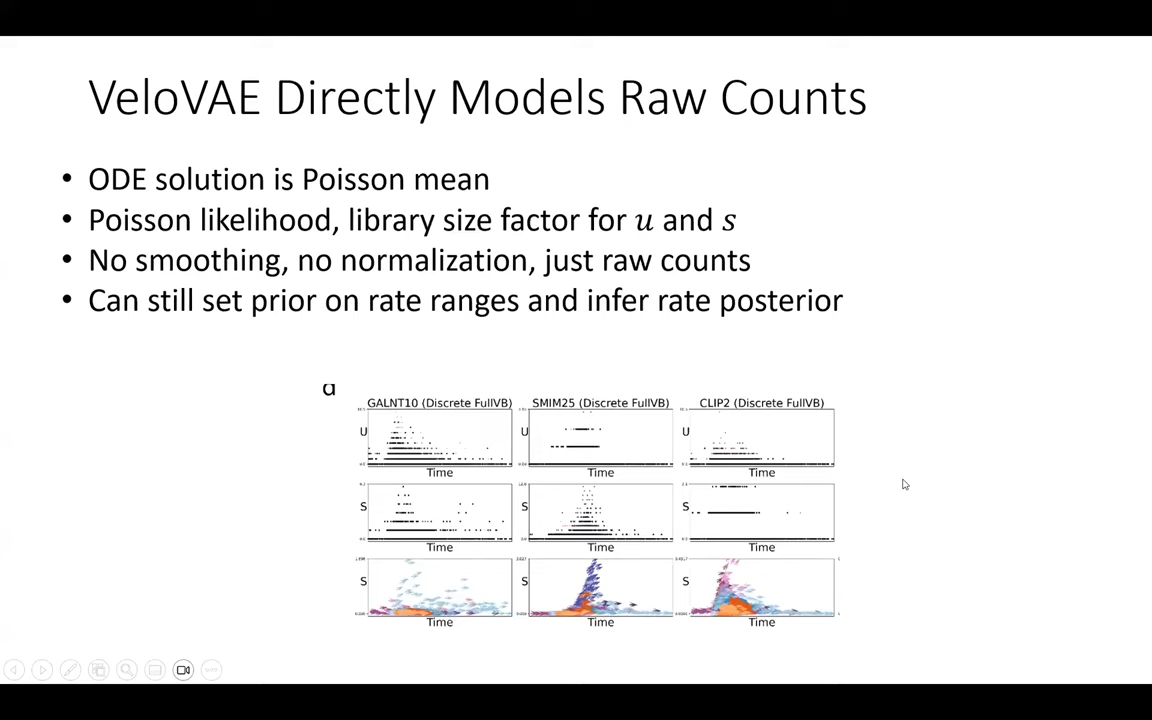 VeloVAE Directly Models Raw Counts
• ODE solution is Poisson mean
• Poisson likelihood, library size factor for u and s
• No smoothing, no normalization, just raw counts
• Can still set prior on rate ranges and infer rate posterior
GALNT10 (Discrete FullVB) SMIM25 (Discrete FullVB) CLIP2 (Discrete FullVB)
U U U
Time Time Time
S S S
Time Time Time
S S S
Time Time Time